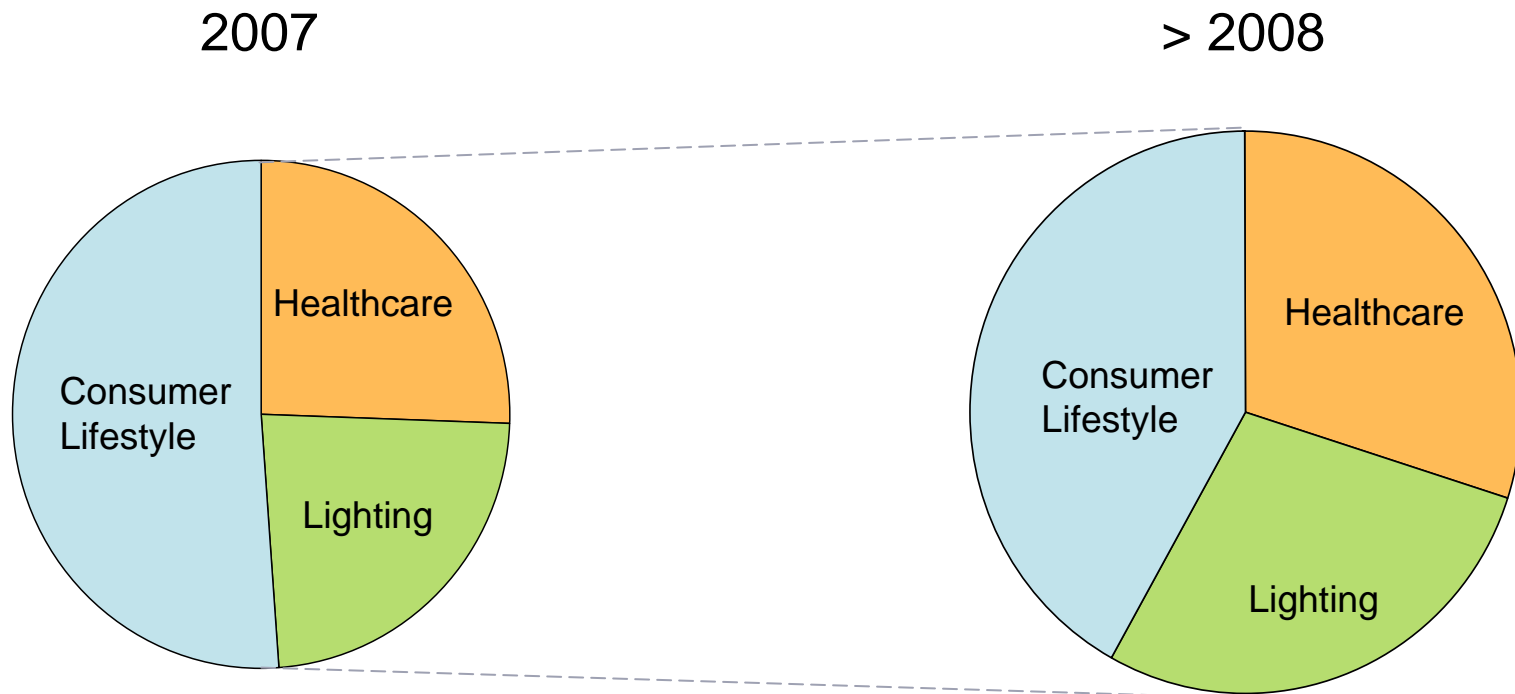 2007
> 2008
Healthcare
Consumer
Lifestyle
Lighting
Healthcare
Consumer
Lifestyle
Lighting